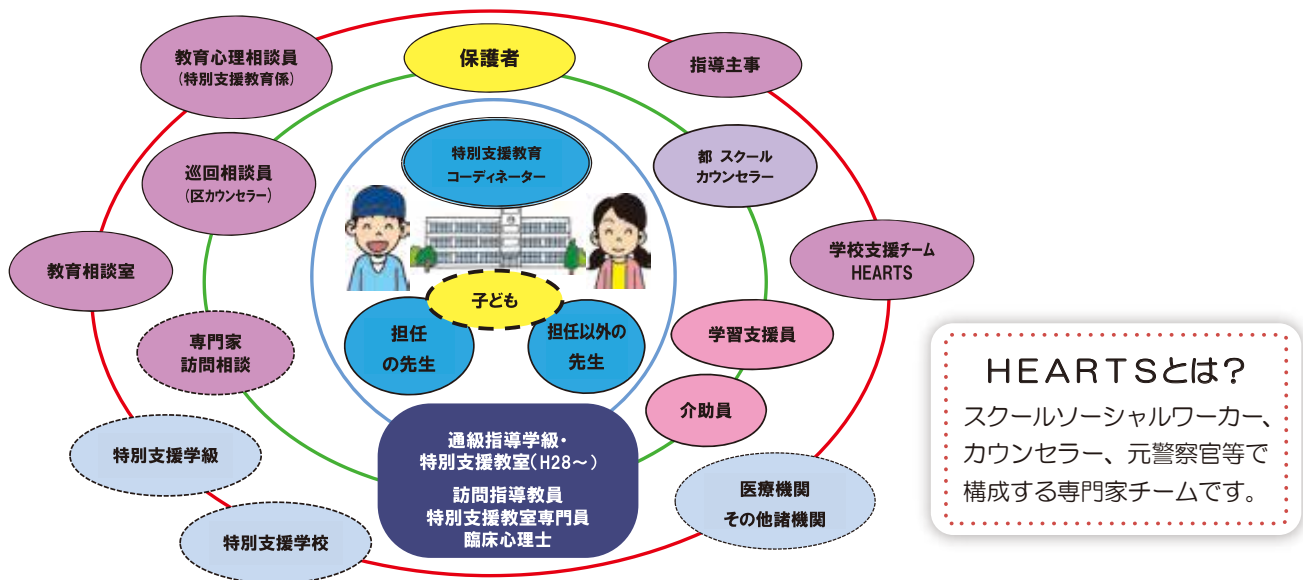 教育心理相談員
(特別支援教育係)
保護者
指導主事
特別支援教育
コーディネーター
都 スクール
カウンセラー
巡回相談員
(区カウンセラー)
教育相談室
学校支援チーム
HEARTS
子ども
担任
の先生
担任以外の
先生
専門家
訪問相談
学習支援員
介助員
特別支援学級
通級指導学級・
特別支援教室(H28～)
訪問指導教員
特別支援教室専門員
臨床心理士
医療機関
その他諸機関
特別支援学校
HEARTSとは？
スクールソーシャルワーカー、
カウンセラー、元警察官等で
構成する専門家チームです。